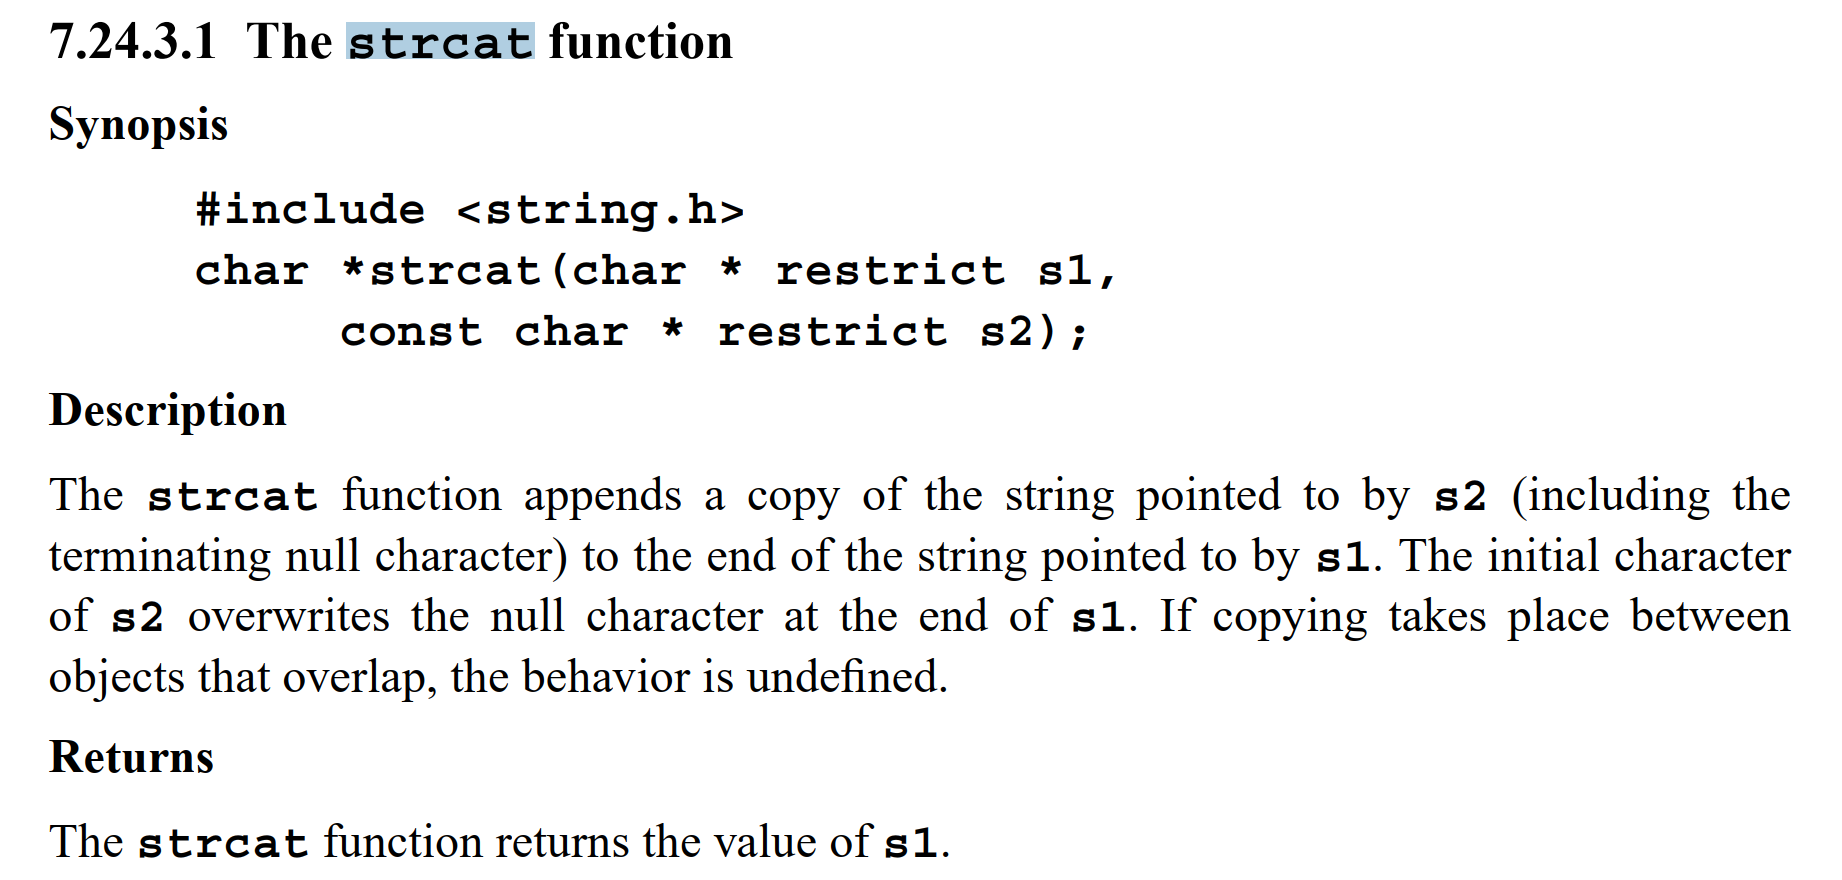 7.24.3.1 The strcat function
Synopsis
#include <string.h>
char *strcat(char * restrict s1,
const char * restrict s2);
Description
The strcat function appends a copy of the string pointed to by s2 (including the
terminating null character) to the end of the string pointed to by s1. The initial character
of s2 overwrites the null character at the end of s1. If copying takes place between
objects that overlap, the behavior is undefined.
Returns
The strcat function returns the value of s1.